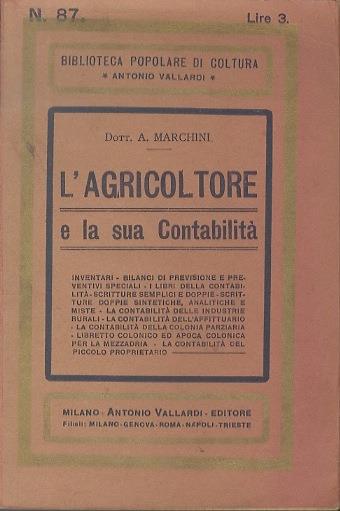 N. 87.
Lire 3.
BIBLIOTECA POPOLARE DI COLTURA
* ANTONIO VALLARDI *
DOTT. A. MARCHINI
L'AGRICOLTORE
e la sua Contabilità
INVENTARI - BILANCI DI PREVISIONE E PRE-
VENTIVI SPECIALI - I LIBRI DELLA CONTABI-
LITÀ - SCRITTURE SEMPLICI E DOPPIE - SCRIT-
TURE DOPPIE SINTETICHE, ANALITICHE E
MISTE - LA CONTABILITÀ DELLE INDUSTRIE
RURALI - LA CONTABILITÀ DELL'AFFITTUARIO
- LA CONTABILITÀ DELLA COLONIA PARZIARIA
- LIBRETTO COLONICO ED APOCA COLONICA
PER LA MEZZADRIA - LA CONTABILITÀ DEL
PICCOLO PROPRIETARIO
MILANO - ANTONIO VALLARDI - EDITORE
Filiali: MILANO-GENOVA-ROMA-NAPOLI-TRIESTE